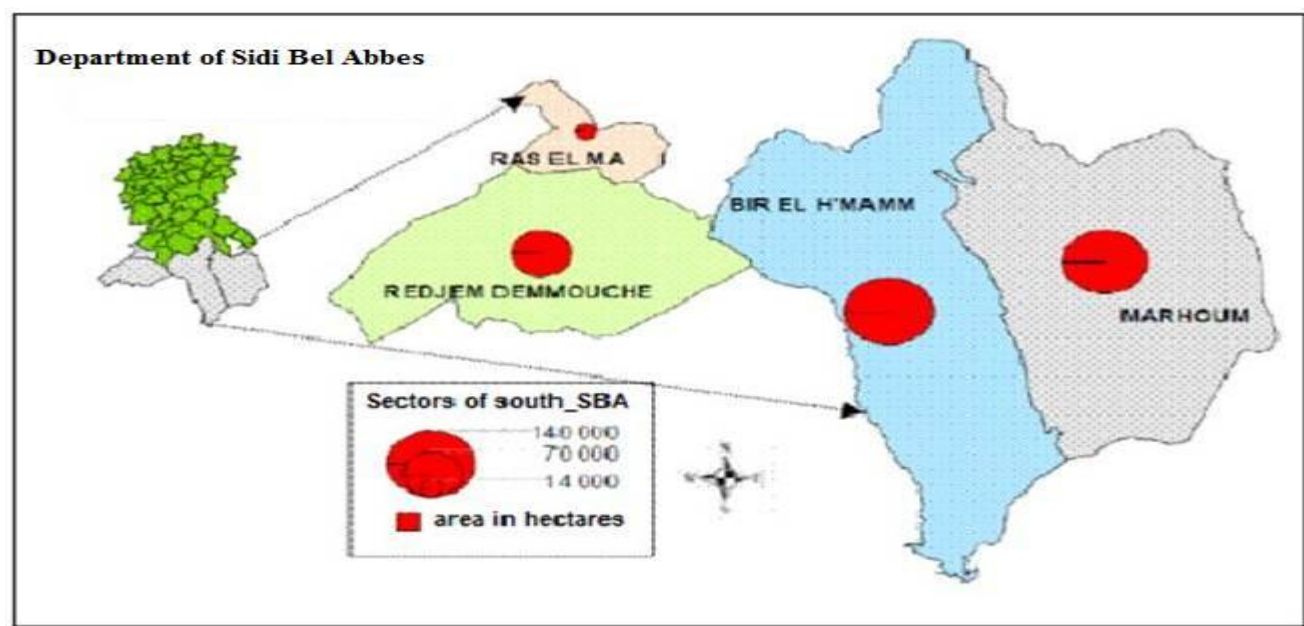 Department of Sidi Bel Abbes
RAS EL MA
BIR EL H'MAMM
REDJEM DEMMOUCHE
MARHOUM
Sectors of south_SBA
140 000
70 000
14 000
area in hectares